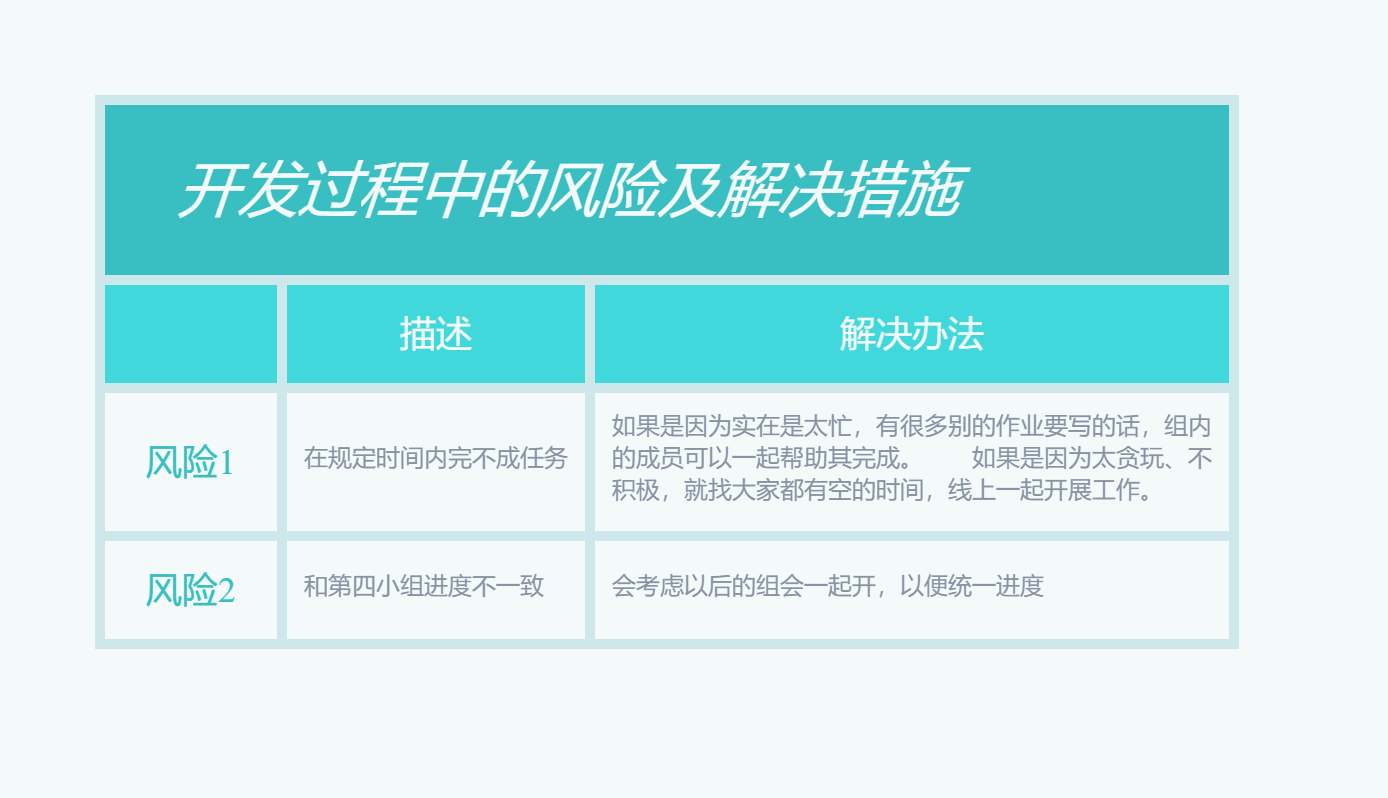 开发过程中的风险及解决措施
描述
解决办法
风险1
在规定时间内完不成任务
如果是因为实在是太忙，有很多别的作业要写的话，组内
的成员可以一起帮助其完成。 如果是因为太贪玩、不
积极，就找大家都有空的时间，线上一起开展工作。
风险2
和第四小组进度不一致
会考虑以后的组会一起开，以便统一进度